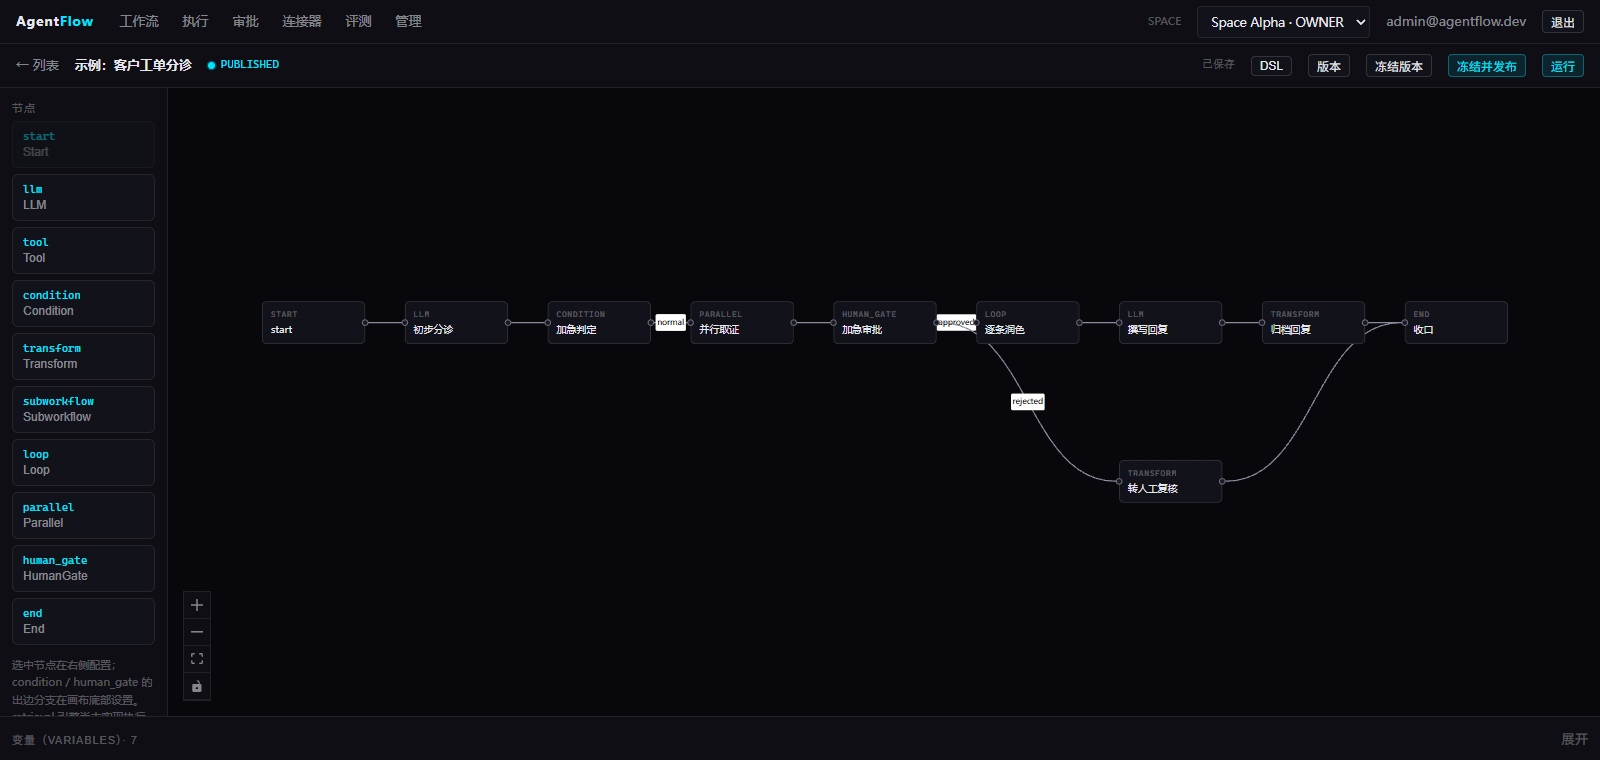 AgentFlow 工作流 执行 审批 连接器 评测 管理 SPACE Space Alpha · OWNER admin@agentflow.dev 退出
← 列表 示例：客户工单分诊 PUBLISHED 已保存 DSL 版本 冻结版本 冻结并发布 运行
节点
start
Start
llm
LLM
tool
Tool
condition
Condition
transform
Transform
subworkflow
Subworkflow
loop
Loop
parallel
Parallel
human_gate
HumanGate
end
End
选中节点在右侧配置；
condition / human_gate 的
出边分支在画布底部设置。
START
start
LLM
初步分诊
CONDITION
加急判定
normal
PARALLEL
并行取证
HUMAN_GATE
加急审批
approved
LOOP
逐条润色
LLM
撰写回复
TRANSFORM
归档回复
END
收口
rejected
TRANSFORM
转人工复核
变量（VARIABLES）· 7 展开